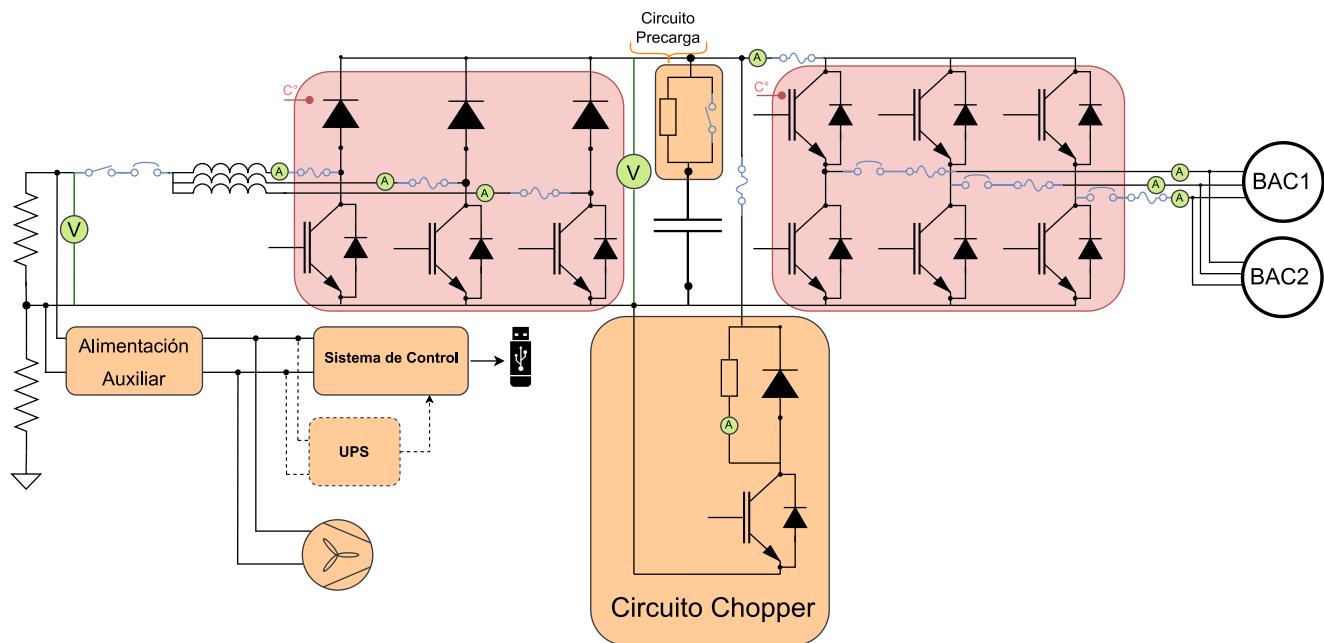 Circuito
Precarga
A
A
C°
C°
A
A
A
V
V
A
A
A
BAC1
BAC2
Alimentación
Auxiliar
Sistema de Control
UPS
A
Circuito Chopper